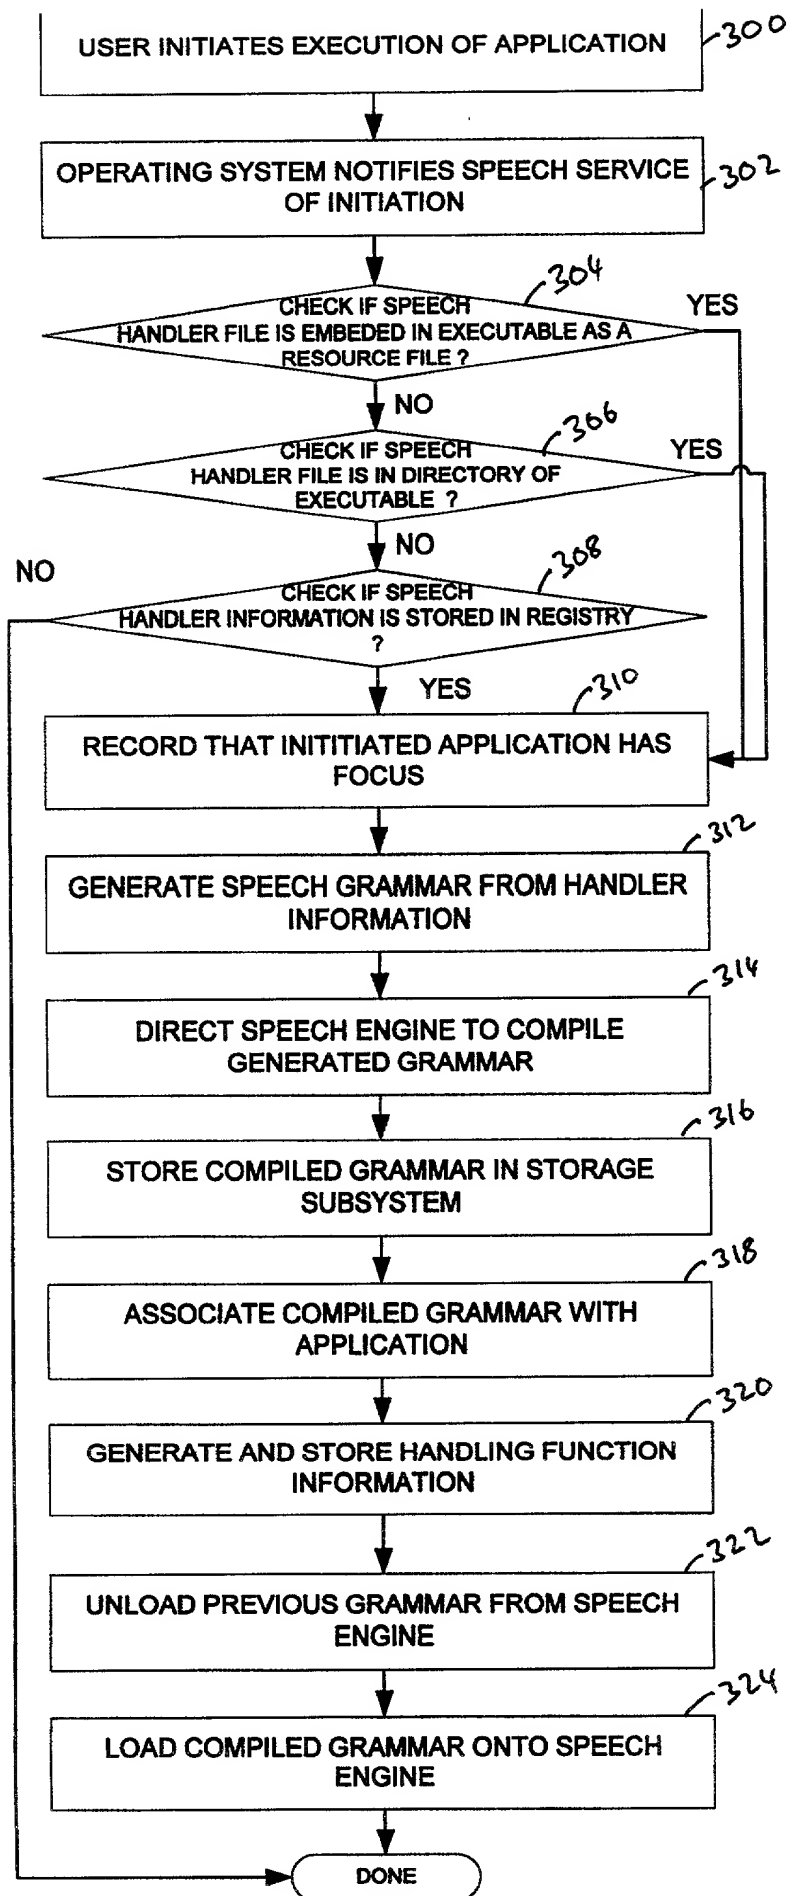 USER INITIATES EXECUTION OF APPLICATION
300
OPERATING SYSTEM NOTIFIES SPEECH SERVICE
OF INITIATION
302
304
CHECK IF SPEECH
HANDLER FILE IS EMBEDED IN EXECUTABLE AS A
RESOURCE FILE ?
YES
NO
306
CHECK IF SPEECH
HANDLER FILE IS IN DIRECTORY OF
EXECUTABLE ?
YES
NO
308
CHECK IF SPEECH
HANDLER INFORMATION IS STORED IN REGISTRY
?
NO
YES
310
RECORD THAT INITITIATED APPLICATION HAS
FOCUS
312
GENERATE SPEECH GRAMMAR FROM HANDLER
INFORMATION
314
DIRECT SPEECH ENGINE TO COMPILE
GENERATED GRAMMAR
316
STORE COMPILED GRAMMAR IN STORAGE
SUBSYSTEM
318
ASSOCIATE COMPILED GRAMMAR WITH
APPLICATION
320
GENERATE AND STORE HANDLING FUNCTION
INFORMATION
322
UNLOAD PREVIOUS GRAMMAR FROM SPEECH
ENGINE
324
LOAD COMPILED GRAMMAR ONTO SPEECH
ENGINE
DONE